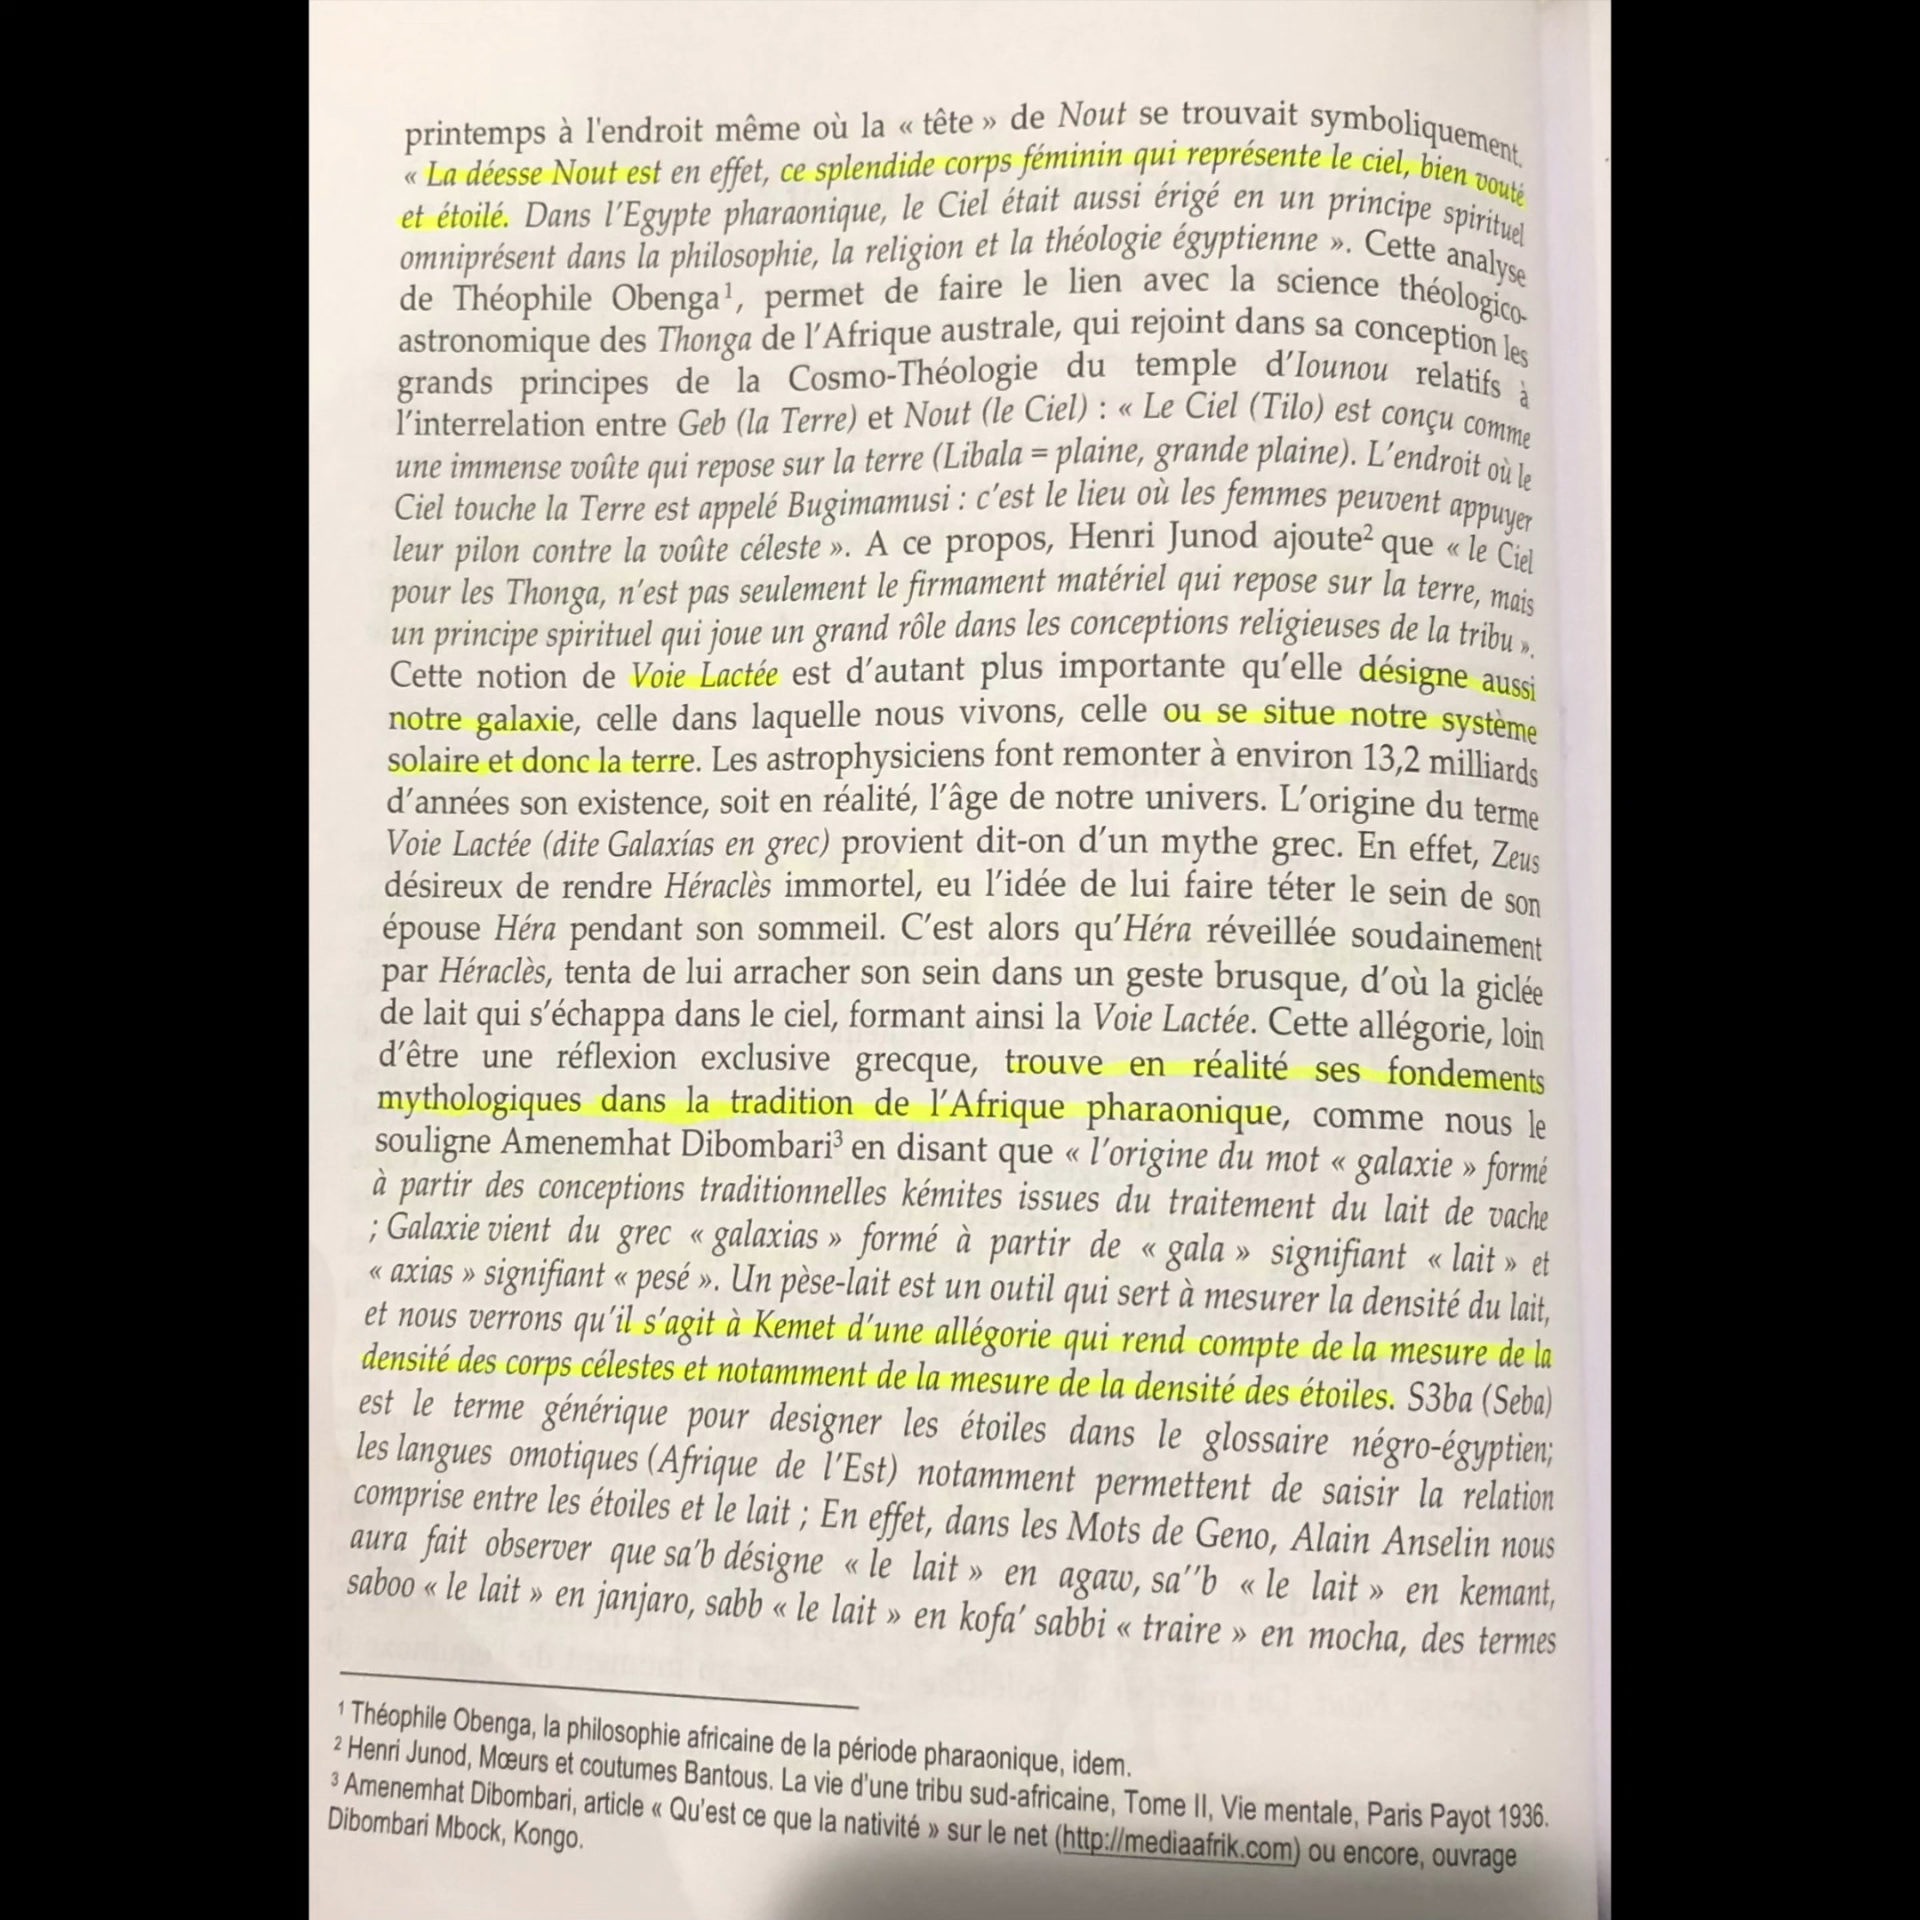 printemps à l'endroit même où la « tête » de Nout se trouvait symboliquement.
« La déesse Nout est en effet, ce splendide corps féminin qui représente le ciel, bien vouté
et étoilé. Dans l'Egypte pharaonique, le Ciel était aussi érigé en un principe spirituel
omniprésent dans la philosophie, la religion et la théologie égyptienne ». Cette analyse
de Théophile Obenga1, permet de faire le lien avec la science théologico-
astronomique des Thonga de l'Afrique australe, qui rejoint dans sa conception les
grands principes de la Cosmo-Théologie du temple d'Iounou relatifs à
l'interrelation entre Geb (la Terre) et Nout (le Ciel) : « Le Ciel (Tilo) est conçu comme
une immense voûte qui repose sur la terre (Libala = plaine, grande plaine). L'endroit où le
Ciel touche la Terre est appelé Bugimamusi : c'est le lieu où les femmes peuvent appuyer
leur pilon contre la voûte céleste ». A ce propos, Henri Junod ajoute2 que « le Ciel
pour les Thonga, n'est pas seulement le firmament matériel qui repose sur la terre, mais
un principe spirituel qui joue un grand rôle dans les conceptions religieuses de la tribu ».
Cette notion de Voie Lactée est d'autant plus importante qu'elle désigne aussi
notre galaxie, celle dans laquelle nous vivons, celle ou se situe notre système
solaire et donc la terre. Les astrophysiciens font remonter à environ 13,2 milliards
d'années son existence, soit en réalité, l'âge de notre univers. L'origine du terme
Voie Lactée (dite Galaxías en grec) provient dit-on d'un mythe grec. En effet, Zeus
désireux de rendre Héraclès immortel, eu l'idée de lui faire téter le sein de son
épouse Héra pendant son sommeil. C'est alors qu'Héra réveillée soudainement
par Héraclès, tenta de lui arracher son sein dans un geste brusque, d'où la giclée
de lait qui s'échappa dans le ciel, formant ainsi la Voie Lactée. Cette allégorie, loin
d'être une réflexion exclusive grecque, trouve en réalité ses fondements
mythologiques dans la tradition de l'Afrique pharaonique, comme nous le
souligne Amenemhat Dibombari3 en disant que « l'origine du mot « galaxie » formé
à partir des conceptions traditionnelles kémites issues du traitement du lait de vache
; Galaxie vient du grec « galaxias » formé à partir de « gala » signifiant « lait » et
« axias » signifiant « pesé ». Un pèse-lait est un outil qui sert à mesurer la densité du lait,
et nous verrons qu'il s'agit à Kemet d'une allégorie qui rend compte de la mesure de la
densité des corps célestes et notamment de la mesure de la densité des étoiles. S3ba (Seba)
est le terme générique pour designer les étoiles dans le glossaire négro-égyptien;
les langues omotiques (Afrique de l'Est) notamment permettent de saisir la relation
comprise entre les étoiles et le lait ; En effet, dans les Mots de Geno, Alain Anselin nous
aura fait observer que sa'b désigne « le lait » en agaw, sa''b « le lait » en kemant,
saboo « le lait » en janjaro, sabb « le lait » en kofa' sabbi « traire » en mocha, des termes
1 Théophile Obenga, la philosophie africaine de la période pharaonique, idem.
2 Henri Junod, Mœurs et coutumes Bantous. La vie d'une tribu sud-africaine, Tome II, Vie mentale, Paris Payot 1936.
3 Amenemhat Dibombari, article « Qu'est ce que la nativité » sur le net (http://mediaafrik.com) ou encore, ouvrage
Dibombari Mbock, Kongo.